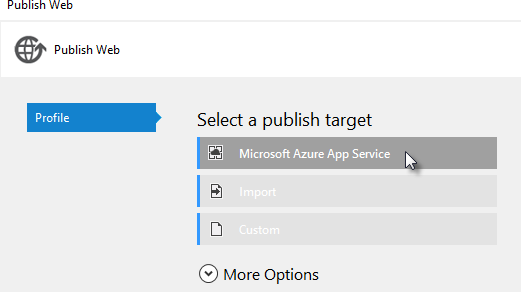 Publish Web
Publish Web
Profile
Select a publish target
Microsoft Azure App Service
Import
Custom
More Options